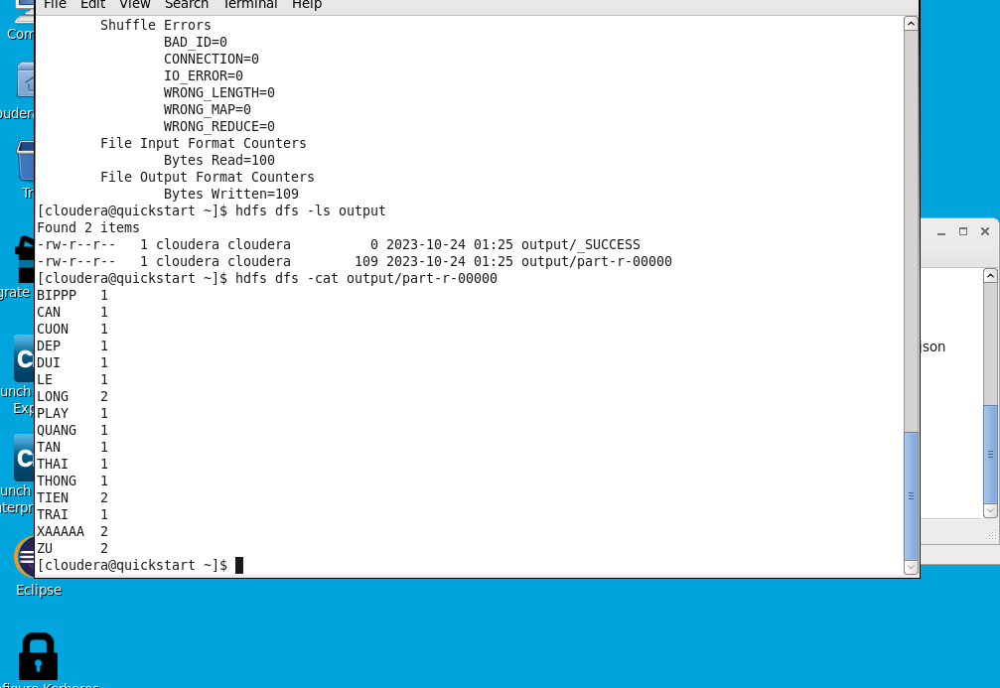 File Edit View Search Terminal Help
Shuffle Errors
BAD_ID=0
CONNECTION=0
IO_ERROR=0
WRONG_LENGTH=0
WRONG_MAP=0
WRONG_REDUCE=0
File Input Format Counters
Bytes Read=100
File Output Format Counters
Bytes Written=109
[cloudera@quickstart ~]$ hdfs dfs -ls output
Found 2 items
-rw-r--r-- 1 cloudera cloudera 0 2023-10-24 01:25 output/_SUCCESS
-rw-r--r-- 1 cloudera cloudera 109 2023-10-24 01:25 output/part-r-00000
[cloudera@quickstart ~]$ hdfs dfs -cat output/part-r-00000
BIPPP 1
CAN 1
CUON 1
DEP 1
DUI 1
LE 1
LONG 2
PLAY 1
QUANG 1
TAN 1
THAI 1
THONG 1
TIEN 2
TRAI 1
XAAAAA 2
ZU 2
[cloudera@quickstart ~]$
json
Com
ouder
Tr
grate
unch
Exp
unch
nterpr
Eclipse
figure Kerberos